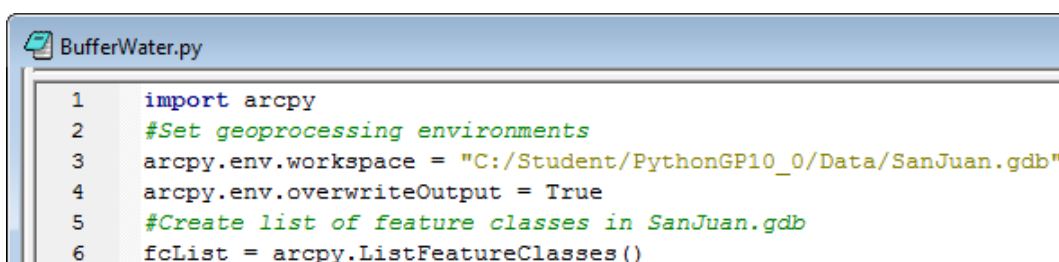 BufferWater.py
1 import arcpy
2 #Set geoprocessing environments
3 arcpy.env.workspace = "C:/Student/PythonGP10_0/Data/SanJuan.gdb"
4 arcpy.env.overwriteOutput = True
5 #Create list of feature classes in SanJuan.gdb
6 fcList = arcpy.ListFeatureClasses()